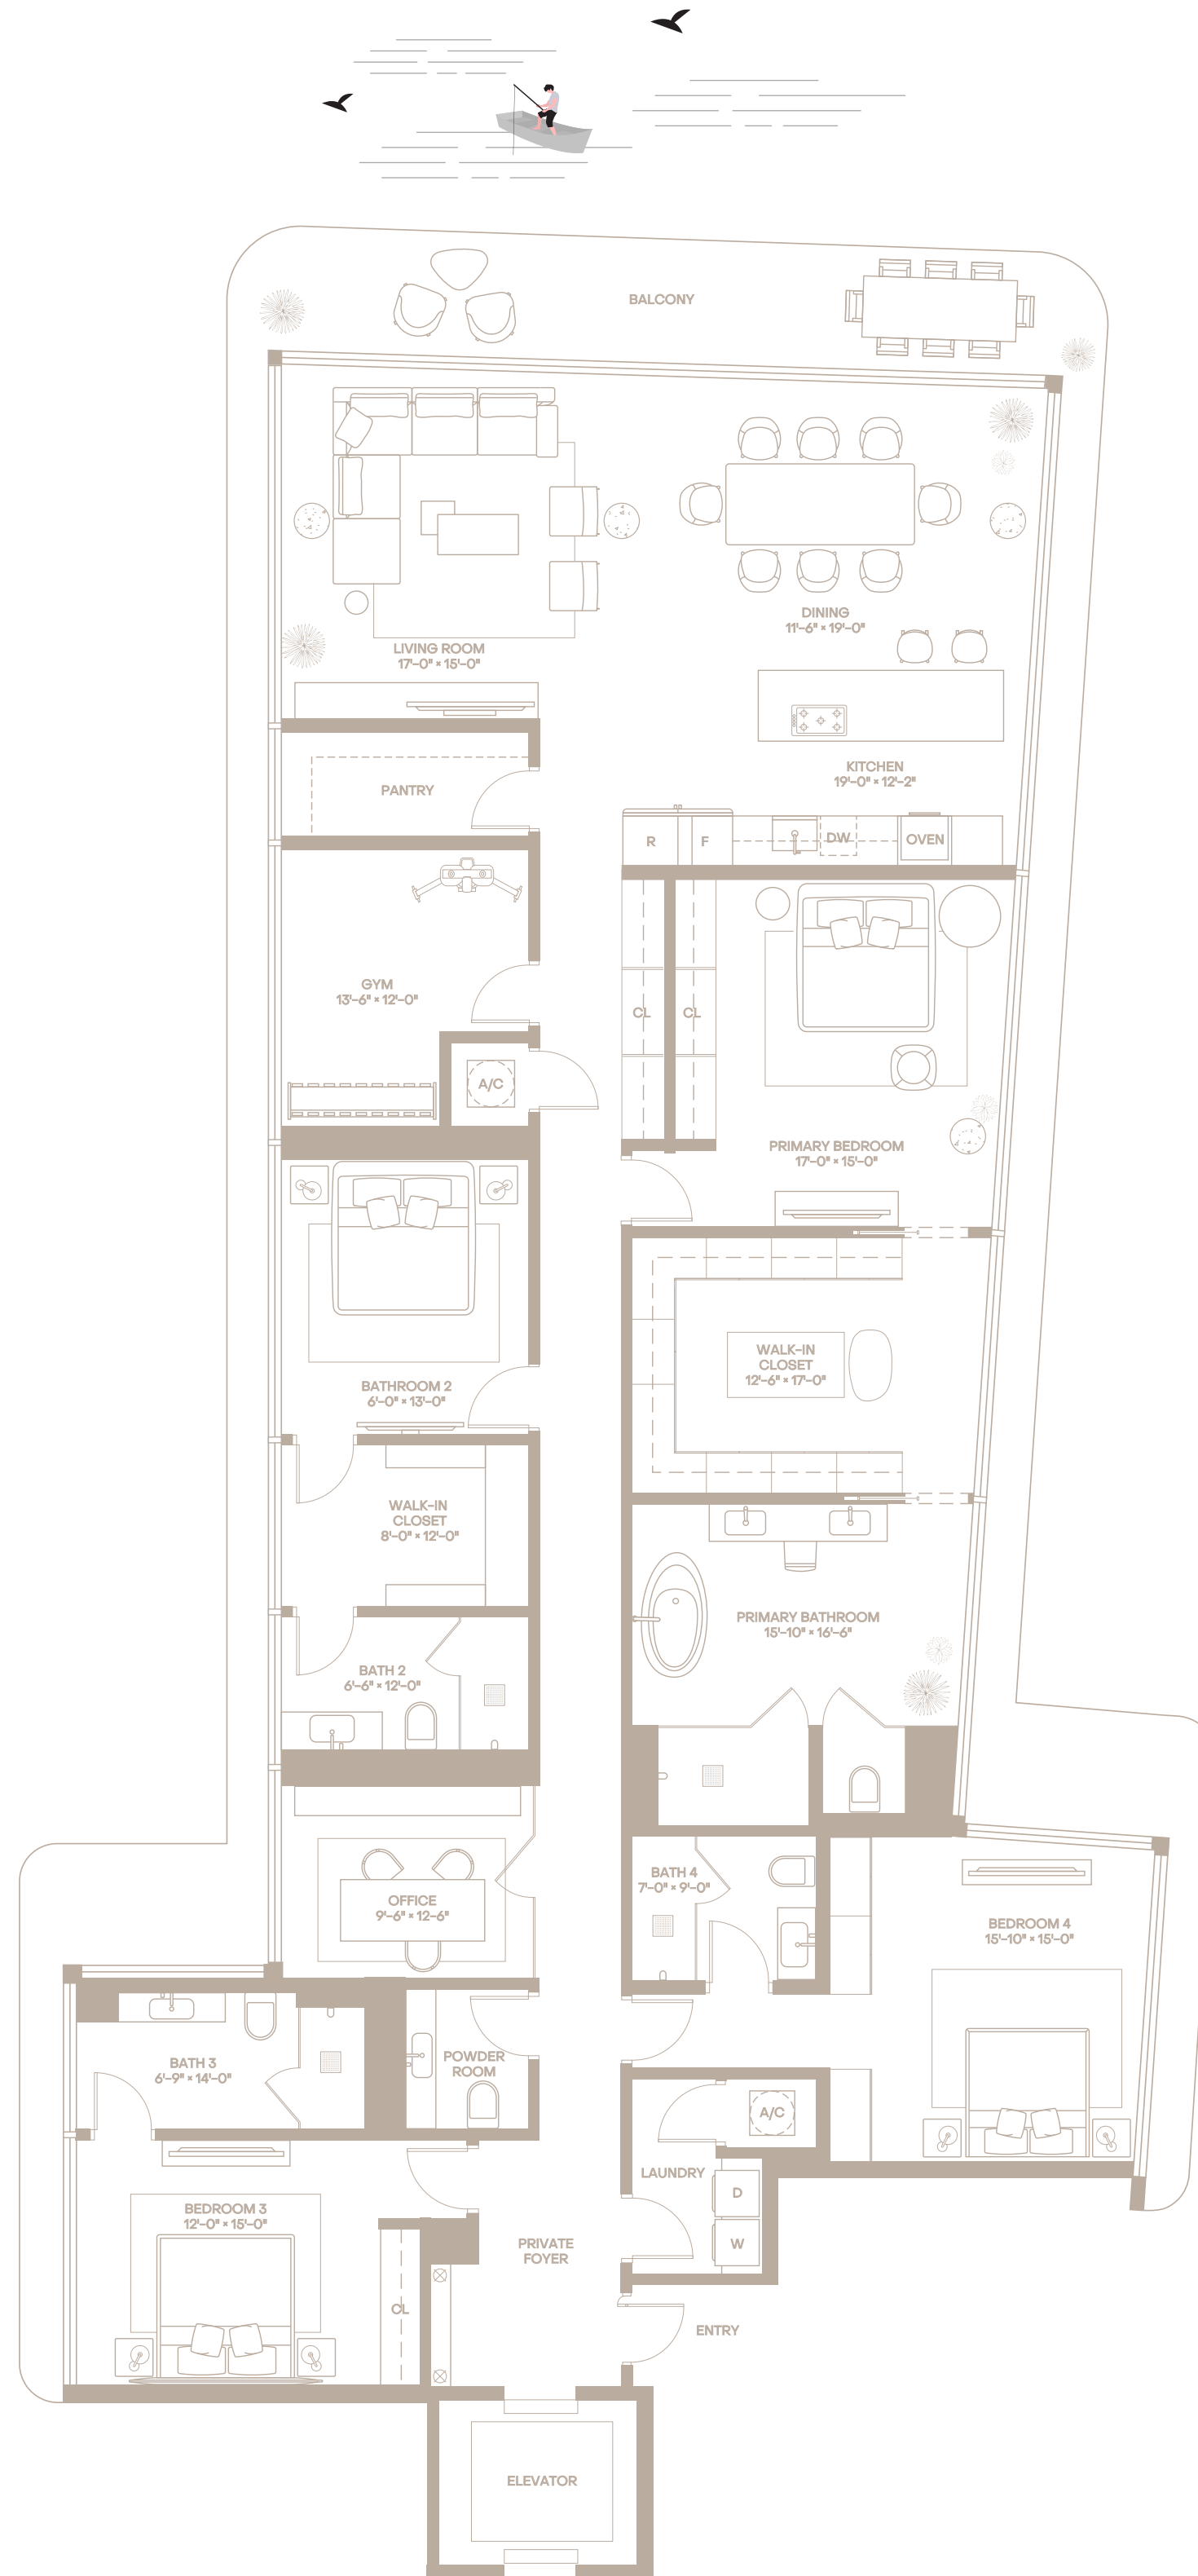 BALCONY
DINING
11'-6" × 19'-0"
LIVING ROOM
17'-0" × 15'-0"
KITCHEN
19'-0" × 12'-2"
PANTRY
R
F
DW
OVEN
GYM
13'-6" × 12'-0"
CL
CL
A/C
PRIMARY BEDROOM
17'-0" × 15'-0"
WALK-IN
CLOSET
12'-6" × 17'-0"
BATHROOM 2
6'-0" × 13'-0"
WALK-IN
CLOSET
8'-0" × 12'-0"
PRIMARY BATHROOM
15'-10" × 16'-6"
BATH 2
6'-6" × 12'-0"
BATH 4
7'-0" × 9'-0"
OFFICE
9'-6" × 12-6"
BEDROOM 4
15'-10" × 15'-0"
BATH 3
6'-9" × 14'-0"
POWDER
ROOM
A/C
LAUNDRY
D
W
BEDROOM 3
12'-0" × 15'-0"
PRIVATE
FOYER
CL
ENTRY
ELEVATOR